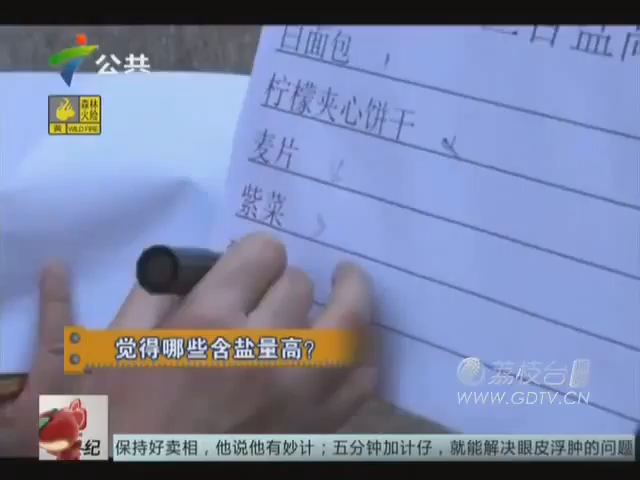 公共
森林
火险
黄 WILD FIRE
含盐高
白面包
柠檬夹心饼干
麦片
紫菜
觉得哪些含盐量高?
荔枝台
WWW.GDTV.CN
纪
保持好卖相，他说他有妙计；五分钟加计仔，就能解决眼皮浮肿的问题